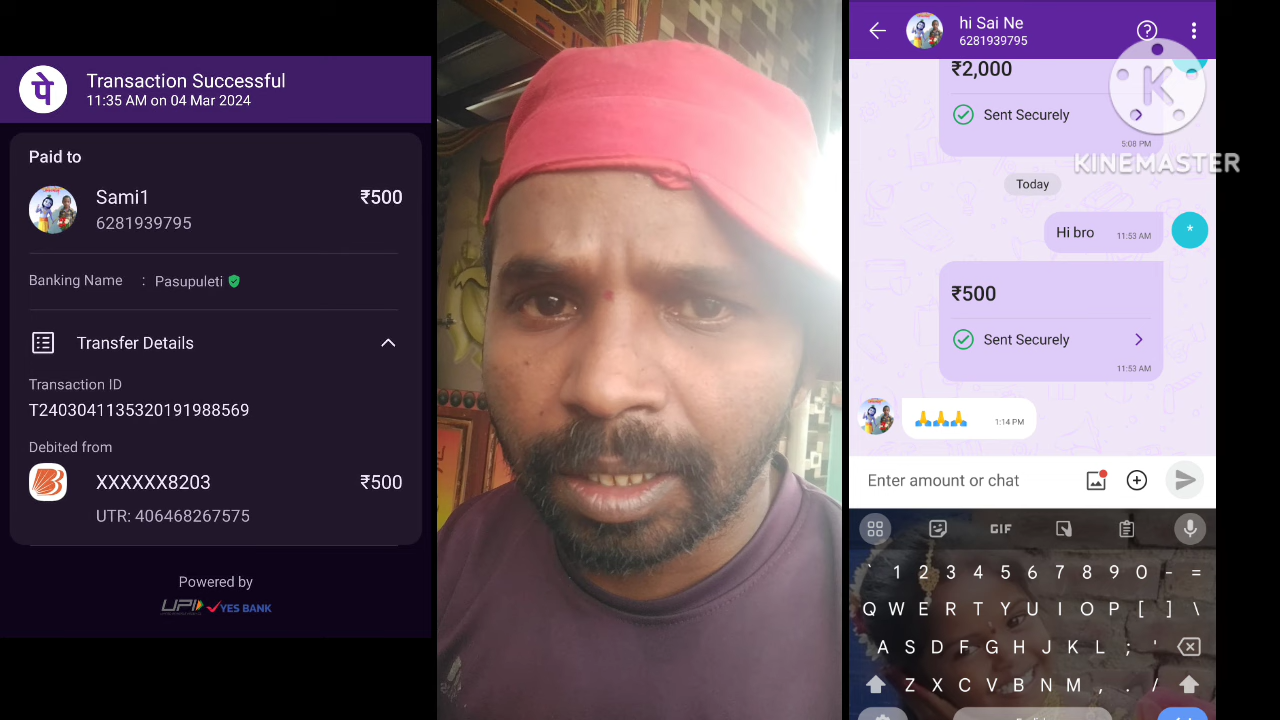 पे
Transaction Successful
11:35 AM on 04 Mar 2024
Paid to
Sami1
₹500
6281939795
Banking Name : Pasupuleti
Transfer Details
Transaction ID
T2403041135320191988569
Debited from
XXXXXX8203
₹500
UTR: 406468267575
Powered by
UPI YES BANK
hi Sai Ne
6281939795
₹2,000
Sent Securely
5:08 PM
K
KINEMASTER
Today
Hi bro 11:53 AM
*
₹500
Sent Securely
11:53 AM
🙏🙏🙏 1:14 PM
Enter amount or chat
GIF
` 1 2 3 4 5 6 7 8 9 0 - =
Q W E R T Y U I O P [ ] \
A S D F G H J K L ; '
Z X C V B N M , . /